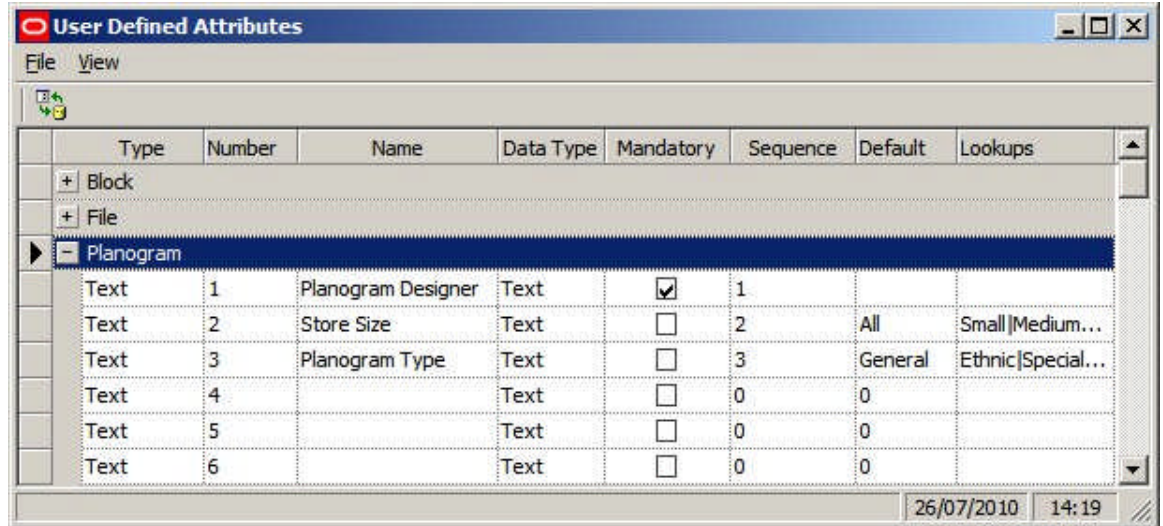 User Defined Attributes
File View
Type Number Name Data Type Mandatory Sequence Default Lookups
Block
File
Planogram
Text 1 Planogram Designer Text 1
Text 2 Store Size Text 2 All Small|Medium...
Text 3 Planogram Type Text 3 General Ethnic|Special...
Text 4 Text 0 0
Text 5 Text 0 0
Text 6 Text 0 0
26/07/2010 14:19